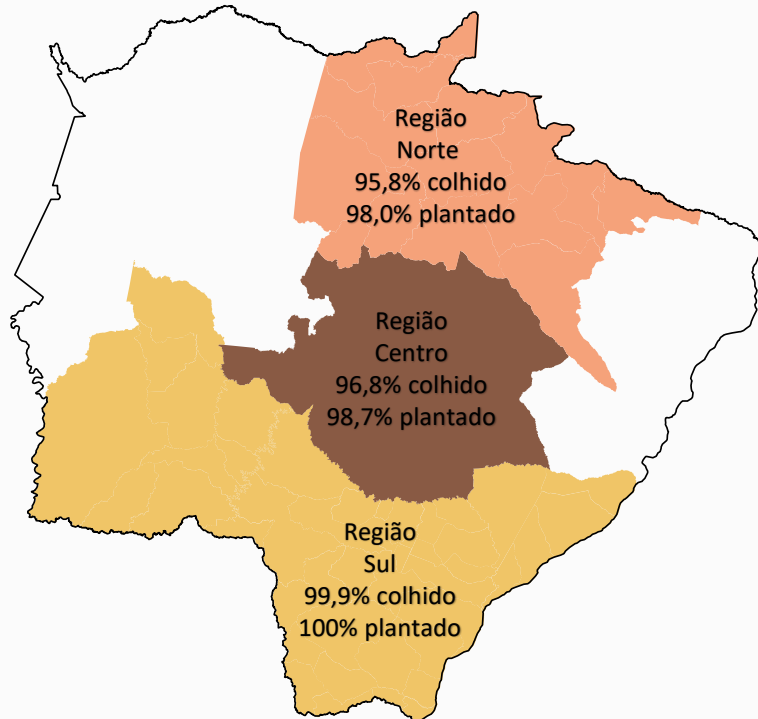 Região
Norte
95,8% colhido
98,0% plantado
Região
Centro
96,8% colhido
98,7% plantado
Região
Sul
99,9% colhido
100% plantado